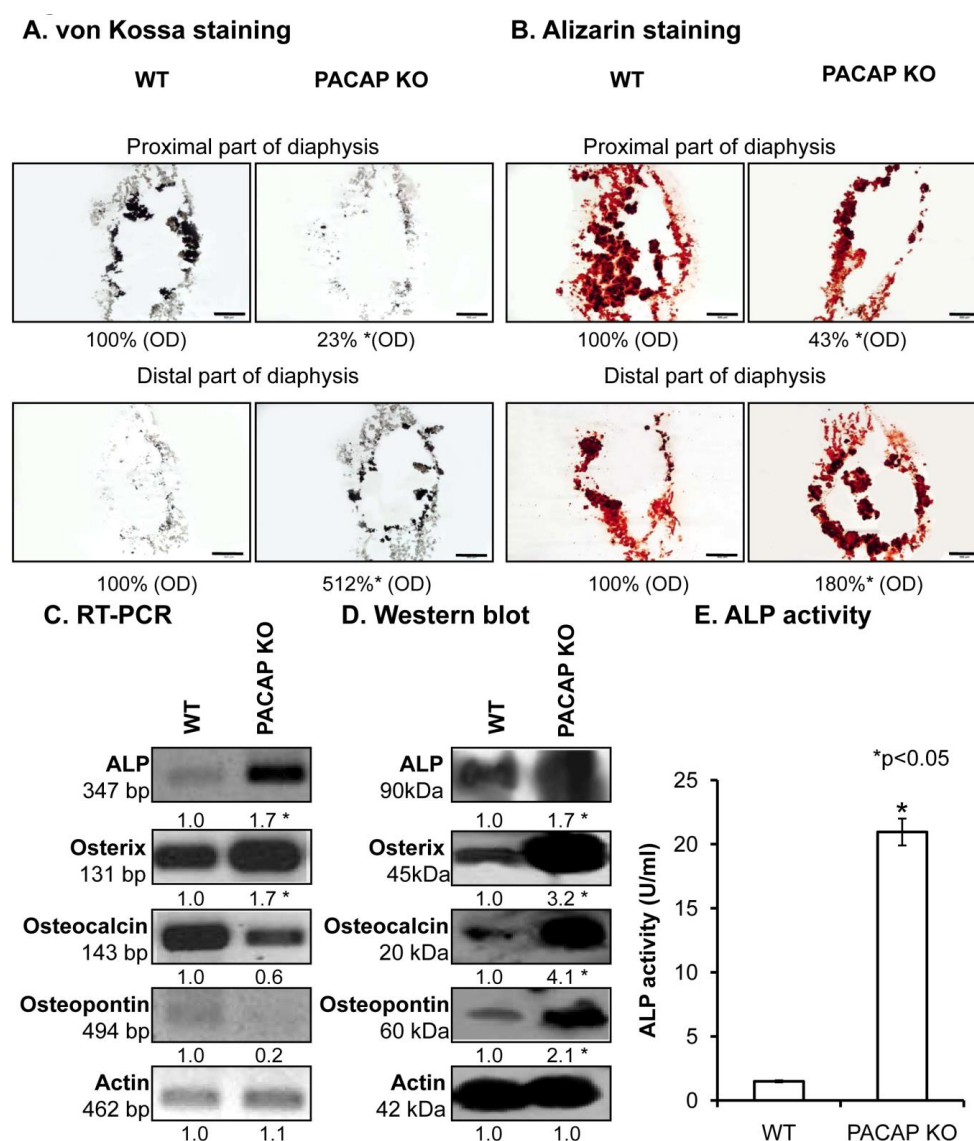 A. von Kossa staining
B. Alizarin staining
WT
PACAP KO
WT
PACAP KO
Proximal part of diaphysis
Proximal part of diaphysis
100% (OD)
23% *(OD)
100% (OD)
43% *(OD)
Distal part of diaphysis
Distal part of diaphysis
100% (OD)
512%* (OD)
100% (OD)
180%* (OD)
C. RT-PCR
WT
PACAP KO
ALP
347 bp
1.0 1.7 *
Osterix
131 bp
1.0 1.7 *
Osteocalcin
143 bp
1.0 0.6
Osteopontin
494 bp
1.0 0.2
Actin
462 bp
1.0 1.1
D. Western blot
WT
PACAP KO
ALP
90kDa
1.0 1.7 *
Osterix
45kDa
1.0 3.2 *
Osteocalcin
20 kDa
1.0 4.1 *
Osteopontin
60 kDa
1.0 2.1 *
Actin
42 kDa
1.0 1.0
E. ALP activity
*p<0.05
*
ALP activity (U/ml)
25
20
15
10
5
0
WT
PACAP KO